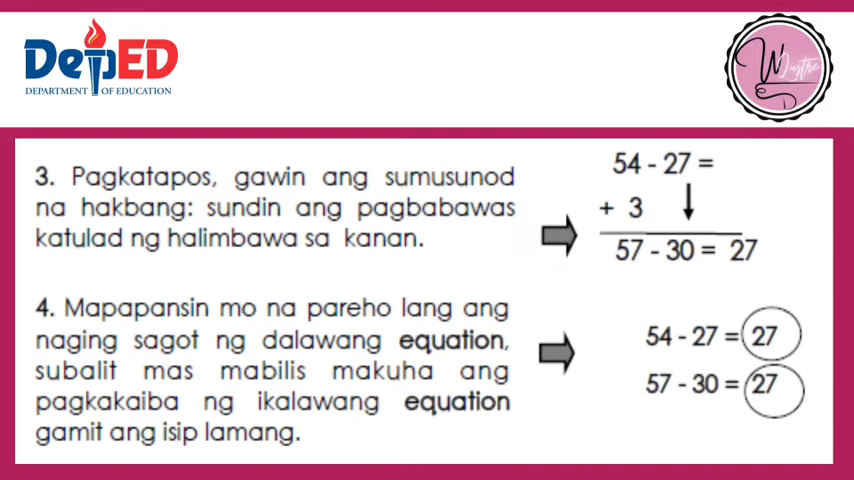 DepED
DEPARTMENT OF EDUCATION
3. Pagkatapos, gawin ang sumusunod
na hakbang: sundin ang pagbabawas
katulad ng halimbawa sa kanan.
54 - 27 =
+ 3
57 - 30 = 27
4. Mapapansin mo na pareho lang ang
naging sagot ng dalawang equation,
subalit mas mabilis makuha ang
pagkakaiba ng ikalawang equation
gamit ang isip lamang.
54 - 27 = 27
57 - 30 = 27